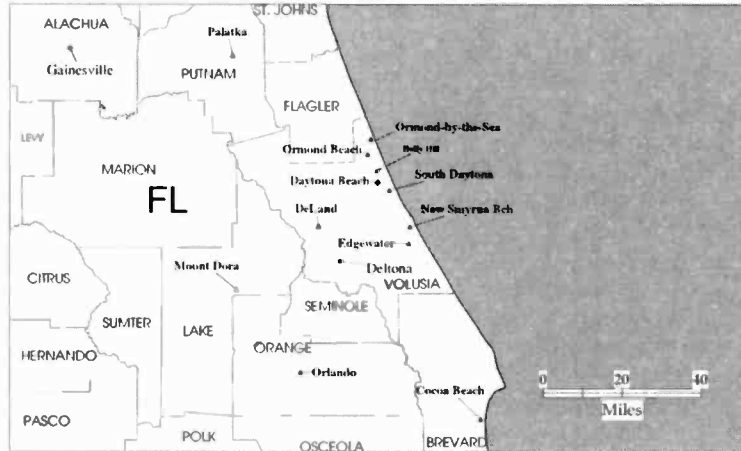 ST. JOHNS
ALACHUA
Palatka
Gainesville
PUTNAM
FLAGLER
LEVY
Ormond-by-the-Sea
Ormond Beach
Holly Hill
MARION
South Daytona
Daytona Beach
FL
DeLand
New Smyrna Bch
Edgewater
Deltona
Mount Dora
CITRUS
VOLUSIA
SEMINOLE
SUMTER
LAKE
ORANGE
HERNANDO
Orlando
0 20 40
Cocoa Beach
Miles
PASCO
POLK
OSCEOLA
BREVARD